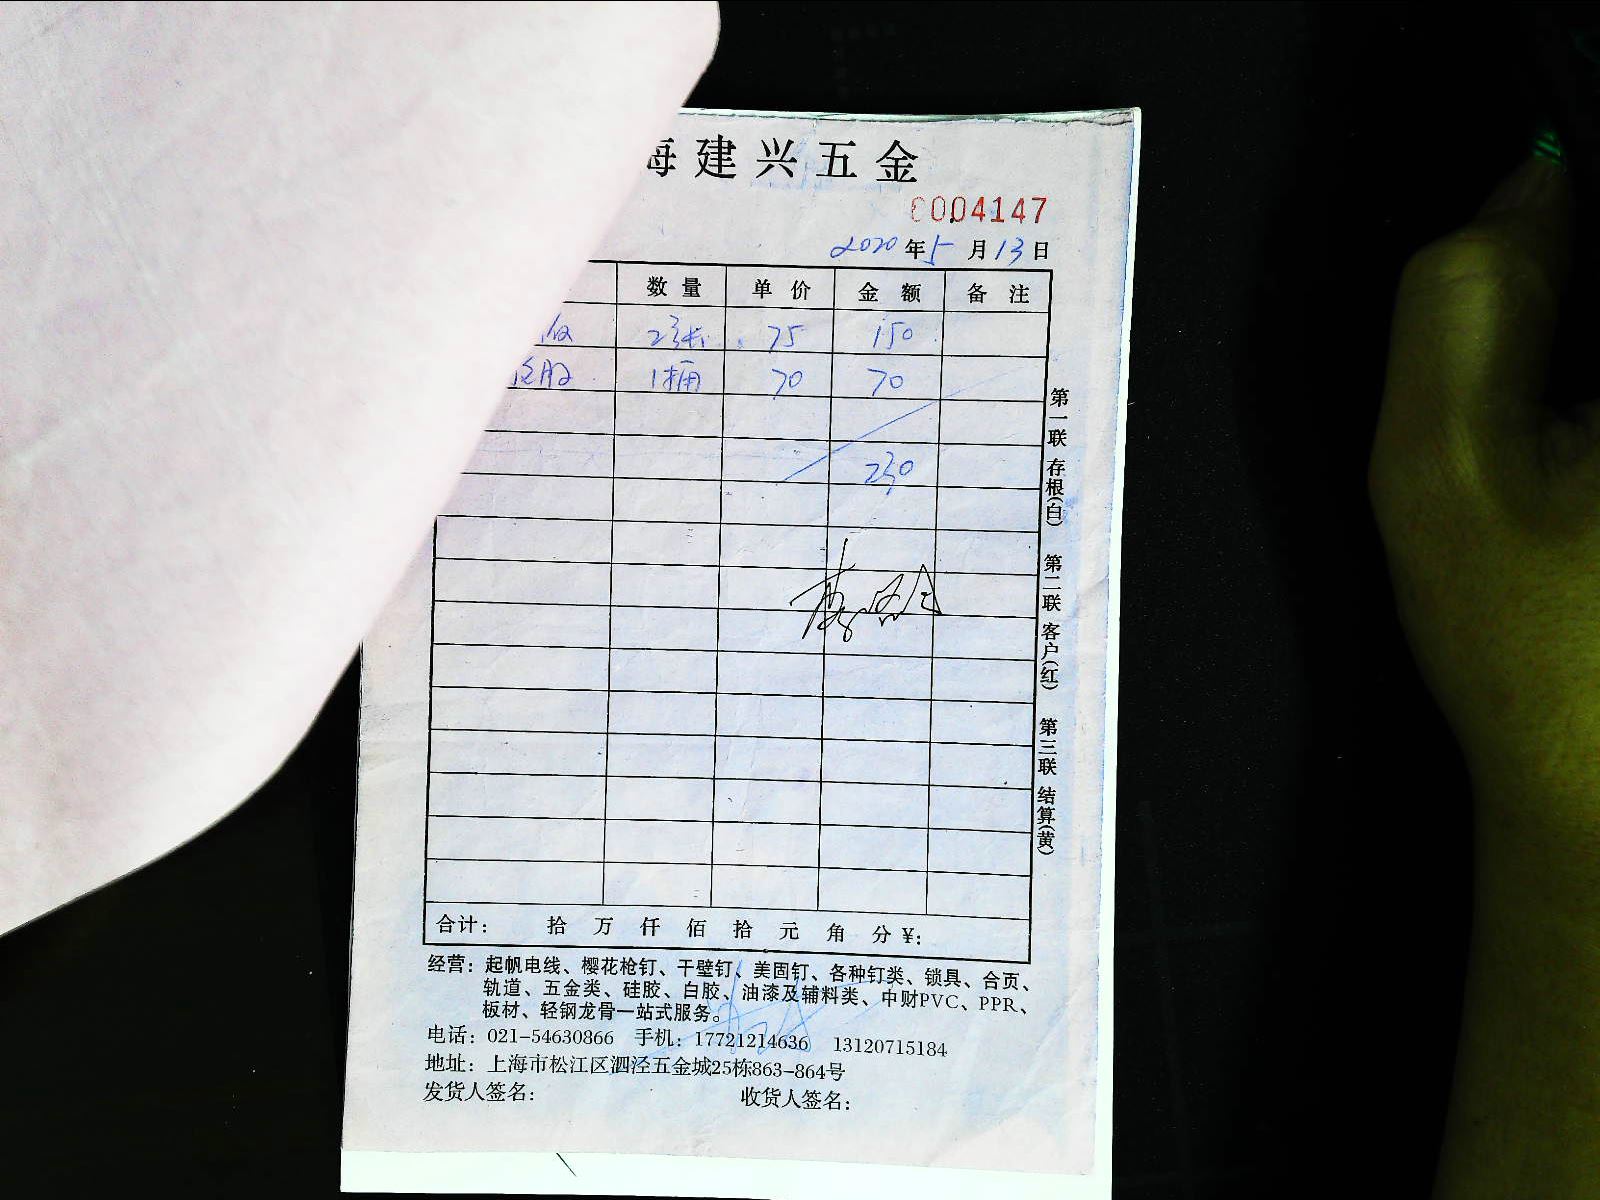 海建兴五金
0004147
2020年5月13日
数量 单价 金额 备注
板 2张 75 150
胶 1桶 70 70
230
第一联 存根(白) 第二联 客户(红) 第三联 结算(黄)
合计: 拾 万 仟 佰 拾 元 角 分 ¥:
经营: 起帆电线、樱花枪钉、干壁钉、美固钉、各种钉类、锁具、合页、
轨道、五金类、硅胶、白胶、油漆及辅料类、中财PVC、PPR、
板材、轻钢龙骨一站式服务。
电话: 021-54630866 手机: 17721214636 13120715184
地址: 上海市松江区泗泾五金城25栋863-864号
发货人签名: 收货人签名: